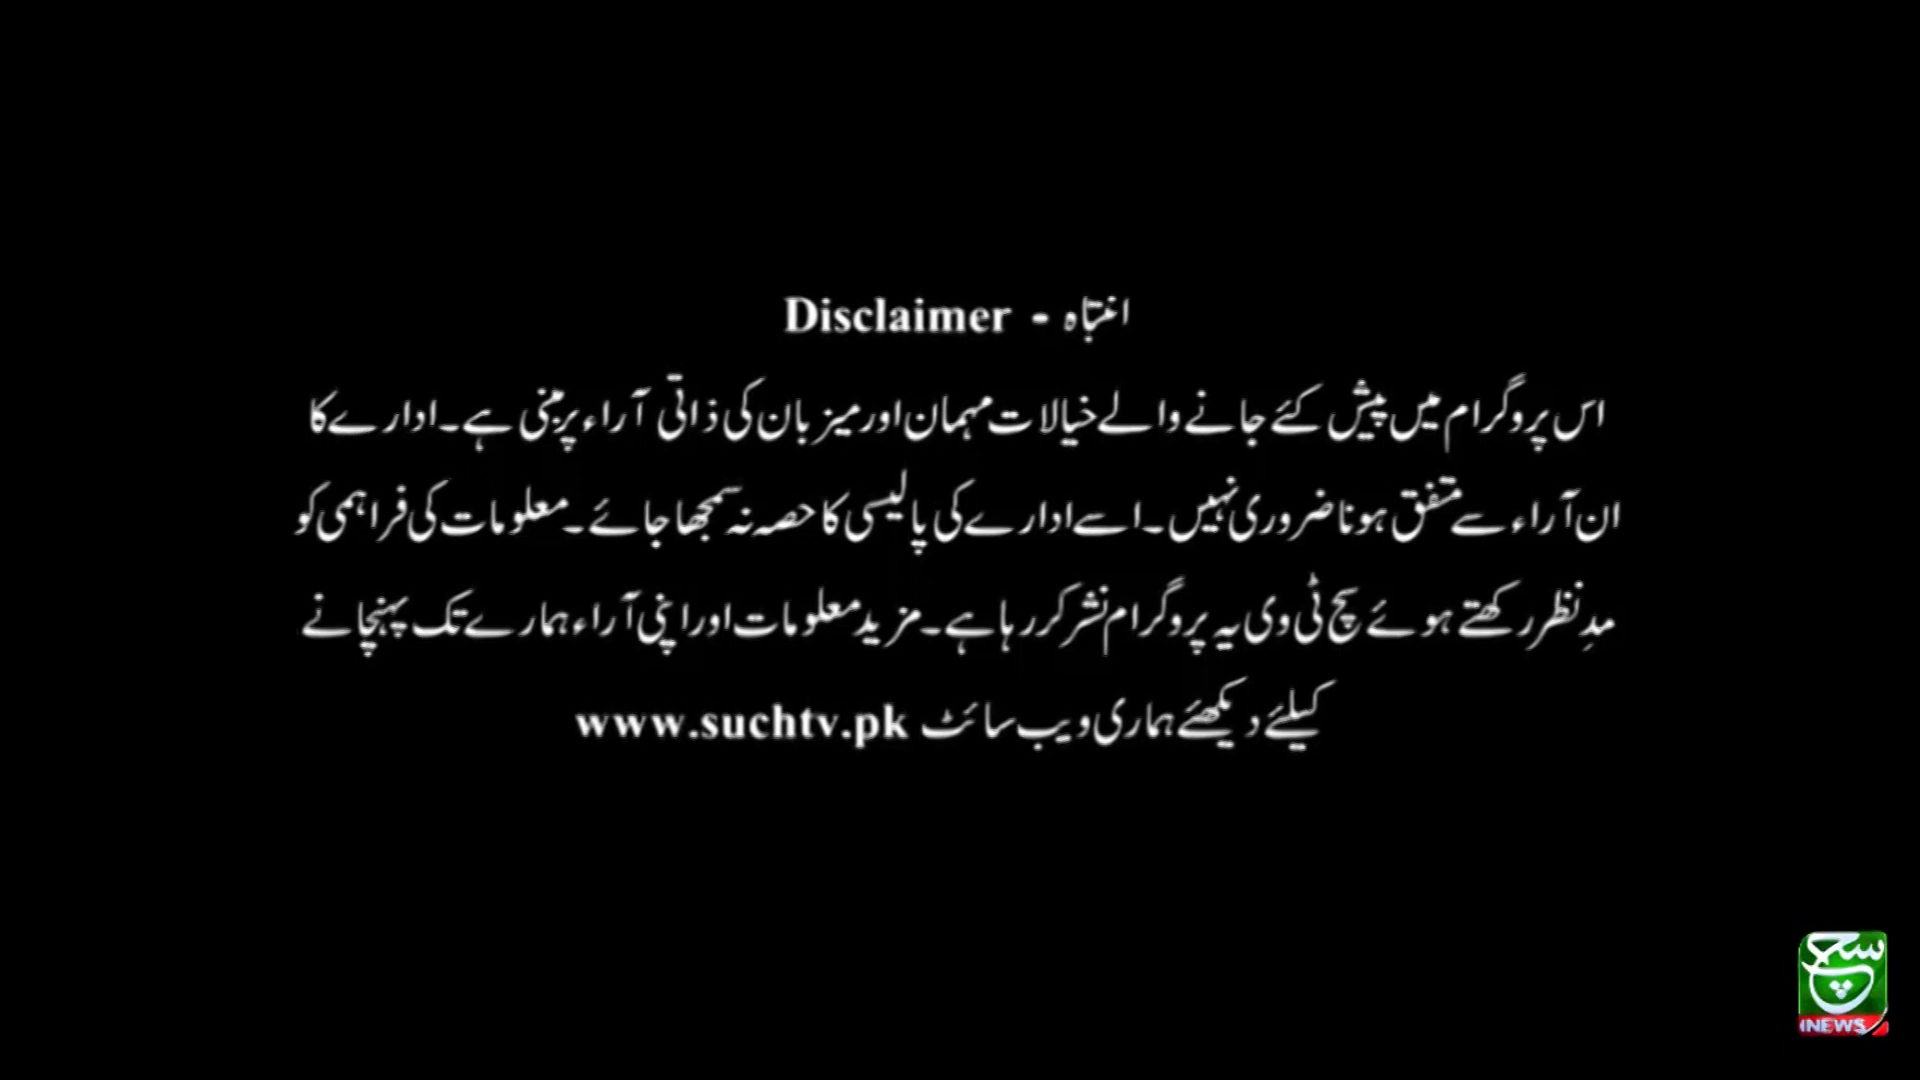 انتباہ - Disclaimer
اس پروگرام میں پیش کئے جانے والے خیالات مہمان اور میزبان کی ذاتی آراء پر مبنی ہے۔ ادارے کا
ان آراء سے متفق ہونا ضروری نہیں۔ اسے ادارے کی پالیسی کا حصہ نہ سمجھا جائے۔ معلومات کی فراہمی کو
مدِ نظر رکھتے ہوئے سچ ٹی وی یہ پروگرام نشر کر رہا ہے۔ مزید معلومات اور اپنی آراء ہمارے تک پہنچانے
کیلئے دیکھئے ہماری ویب سائٹ www.suchtv.pk
سچ
NEWS